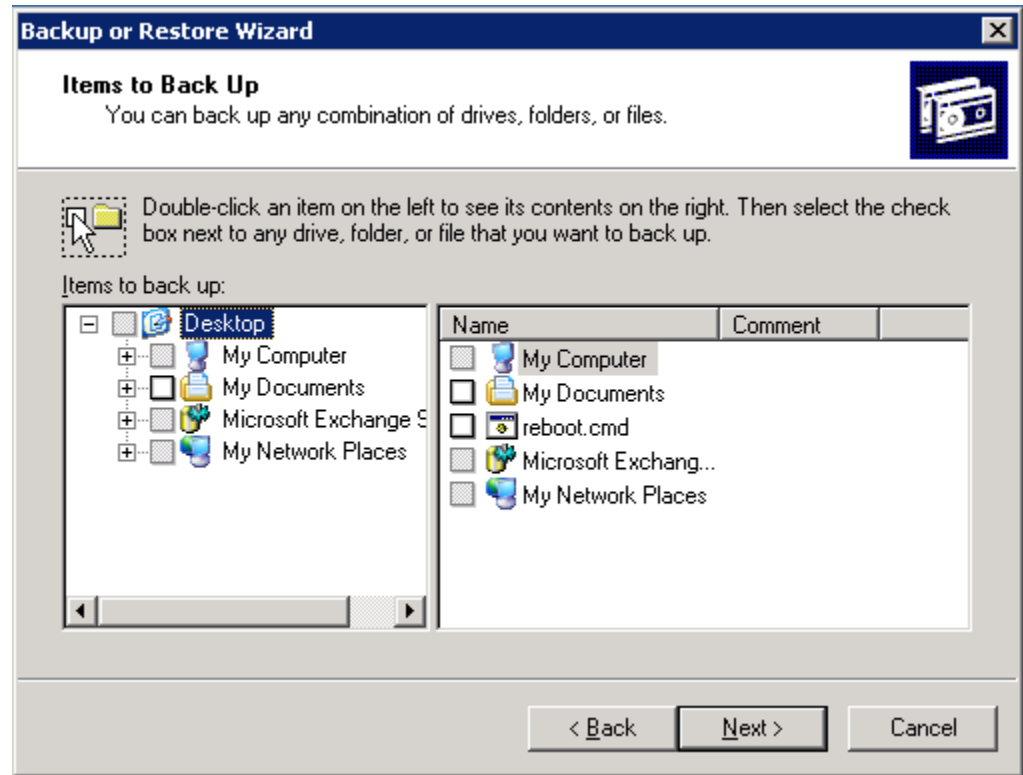 Backup or Restore Wizard
Items to Back Up
You can back up any combination of drives, folders, or files.
Double-click an item on the left to see its contents on the right. Then select the check
box next to any drive, folder, or file that you want to back up.
Items to back up:
Desktop
My Computer
My Documents
Microsoft Exchange S
My Network Places
Name Comment
My Computer
My Documents
reboot.cmd
Microsoft Exchang...
My Network Places
< Back Next > Cancel